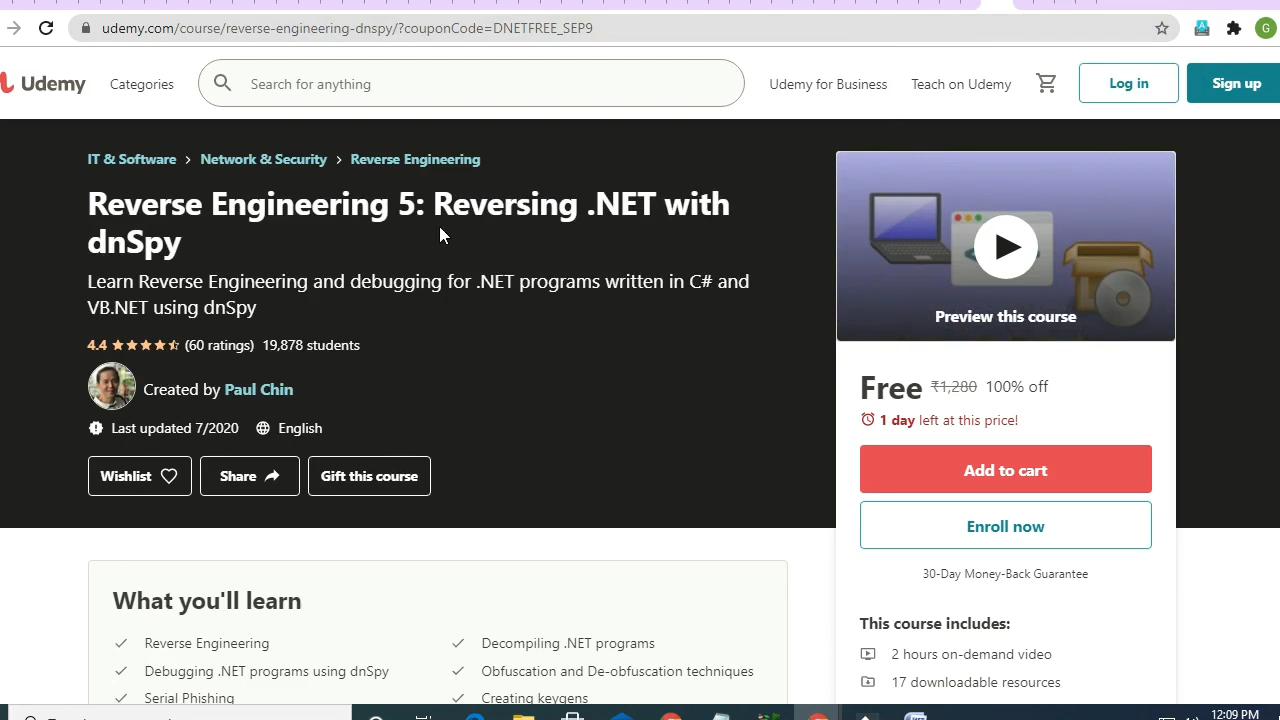 udemy.com/course/reverse-engineering-dnspy/?couponCode=DNETFREE_SEP9
G
Udemy
Categories
Search for anything
Udemy for Business
Teach on Udemy
Log in
Sign up
IT & Software › Network & Security › Reverse Engineering
Reverse Engineering 5: Reversing .NET with
dnSpy
Learn Reverse Engineering and debugging for .NET programs written in C# and
VB.NET using dnSpy
4.4 (60 ratings) 19,878 students
Created by Paul Chin
Last updated 7/2020 English
Wishlist
Share
Gift this course
Preview this course
Free ₹1,280 100% off
1 day left at this price!
Add to cart
Enroll now
30-Day Money-Back Guarantee
This course includes:
2 hours on-demand video
17 downloadable resources
What you'll learn
Reverse Engineering
Decompiling .NET programs
Debugging .NET programs using dnSpy
Obfuscation and De-obfuscation techniques
Serial Phishing
Creating keygens
12:09 PM